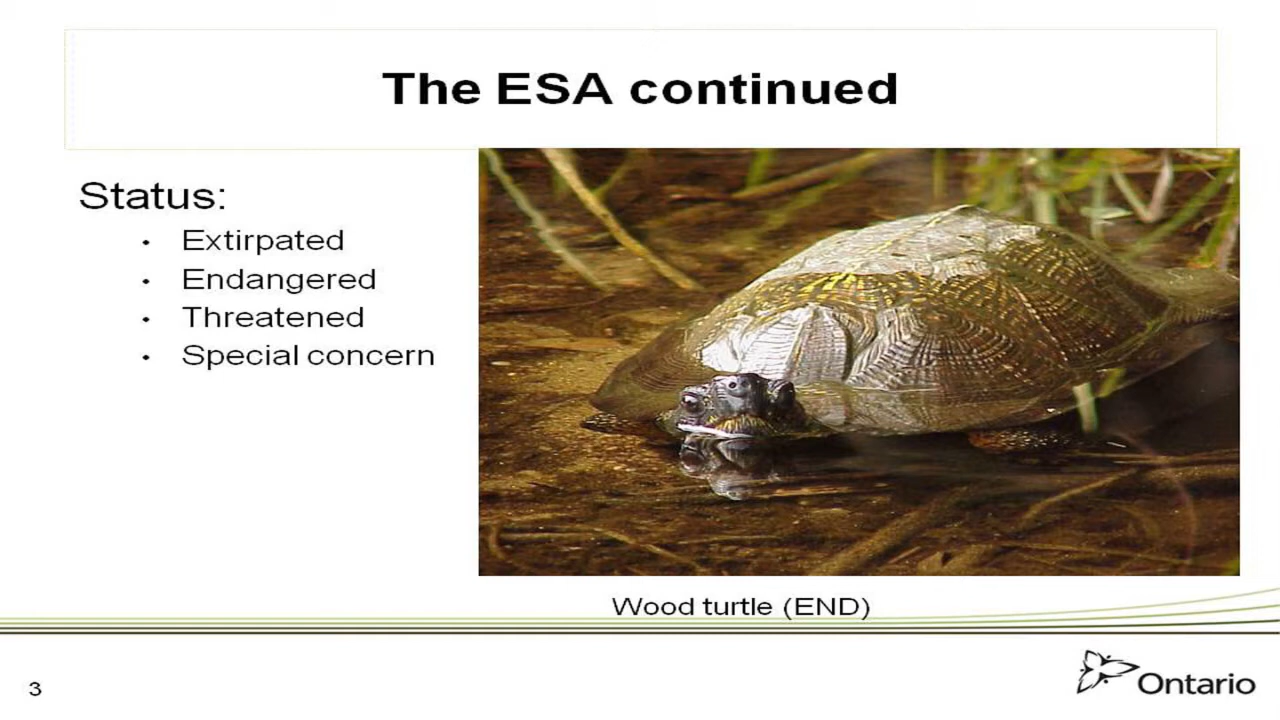 The ESA continued
Status:
• Extirpated
• Endangered
• Threatened
• Special concern
Wood turtle (END)
3
Ontario